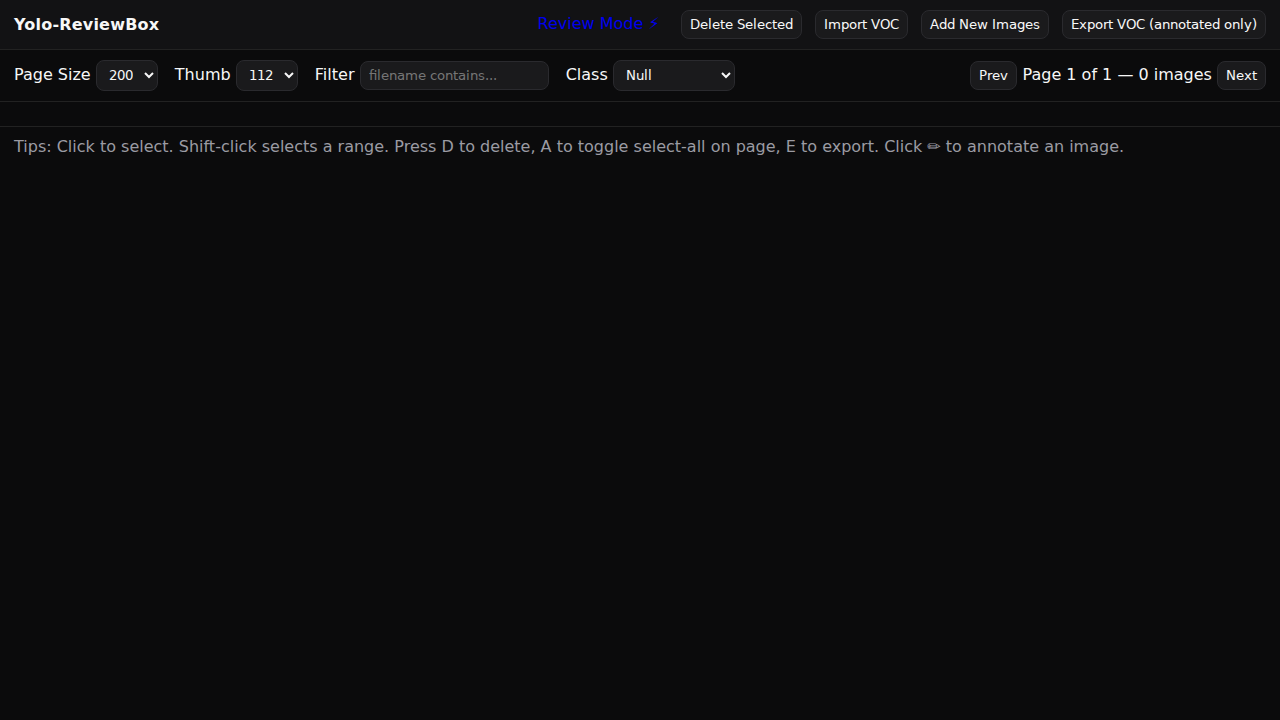 Yolo-ReviewBox Review Mode ⚡ Delete Selected Import VOC Add New Images Export VOC (annotated only)
Page Size 200 Thumb 112 Filter filename contains... Class Null Prev Page 1 of 1 — 0 images Next
Tips: Click to select. Shift-click selects a range. Press D to delete, A to toggle select-all on page, E to export. Click ✏ to annotate an image.